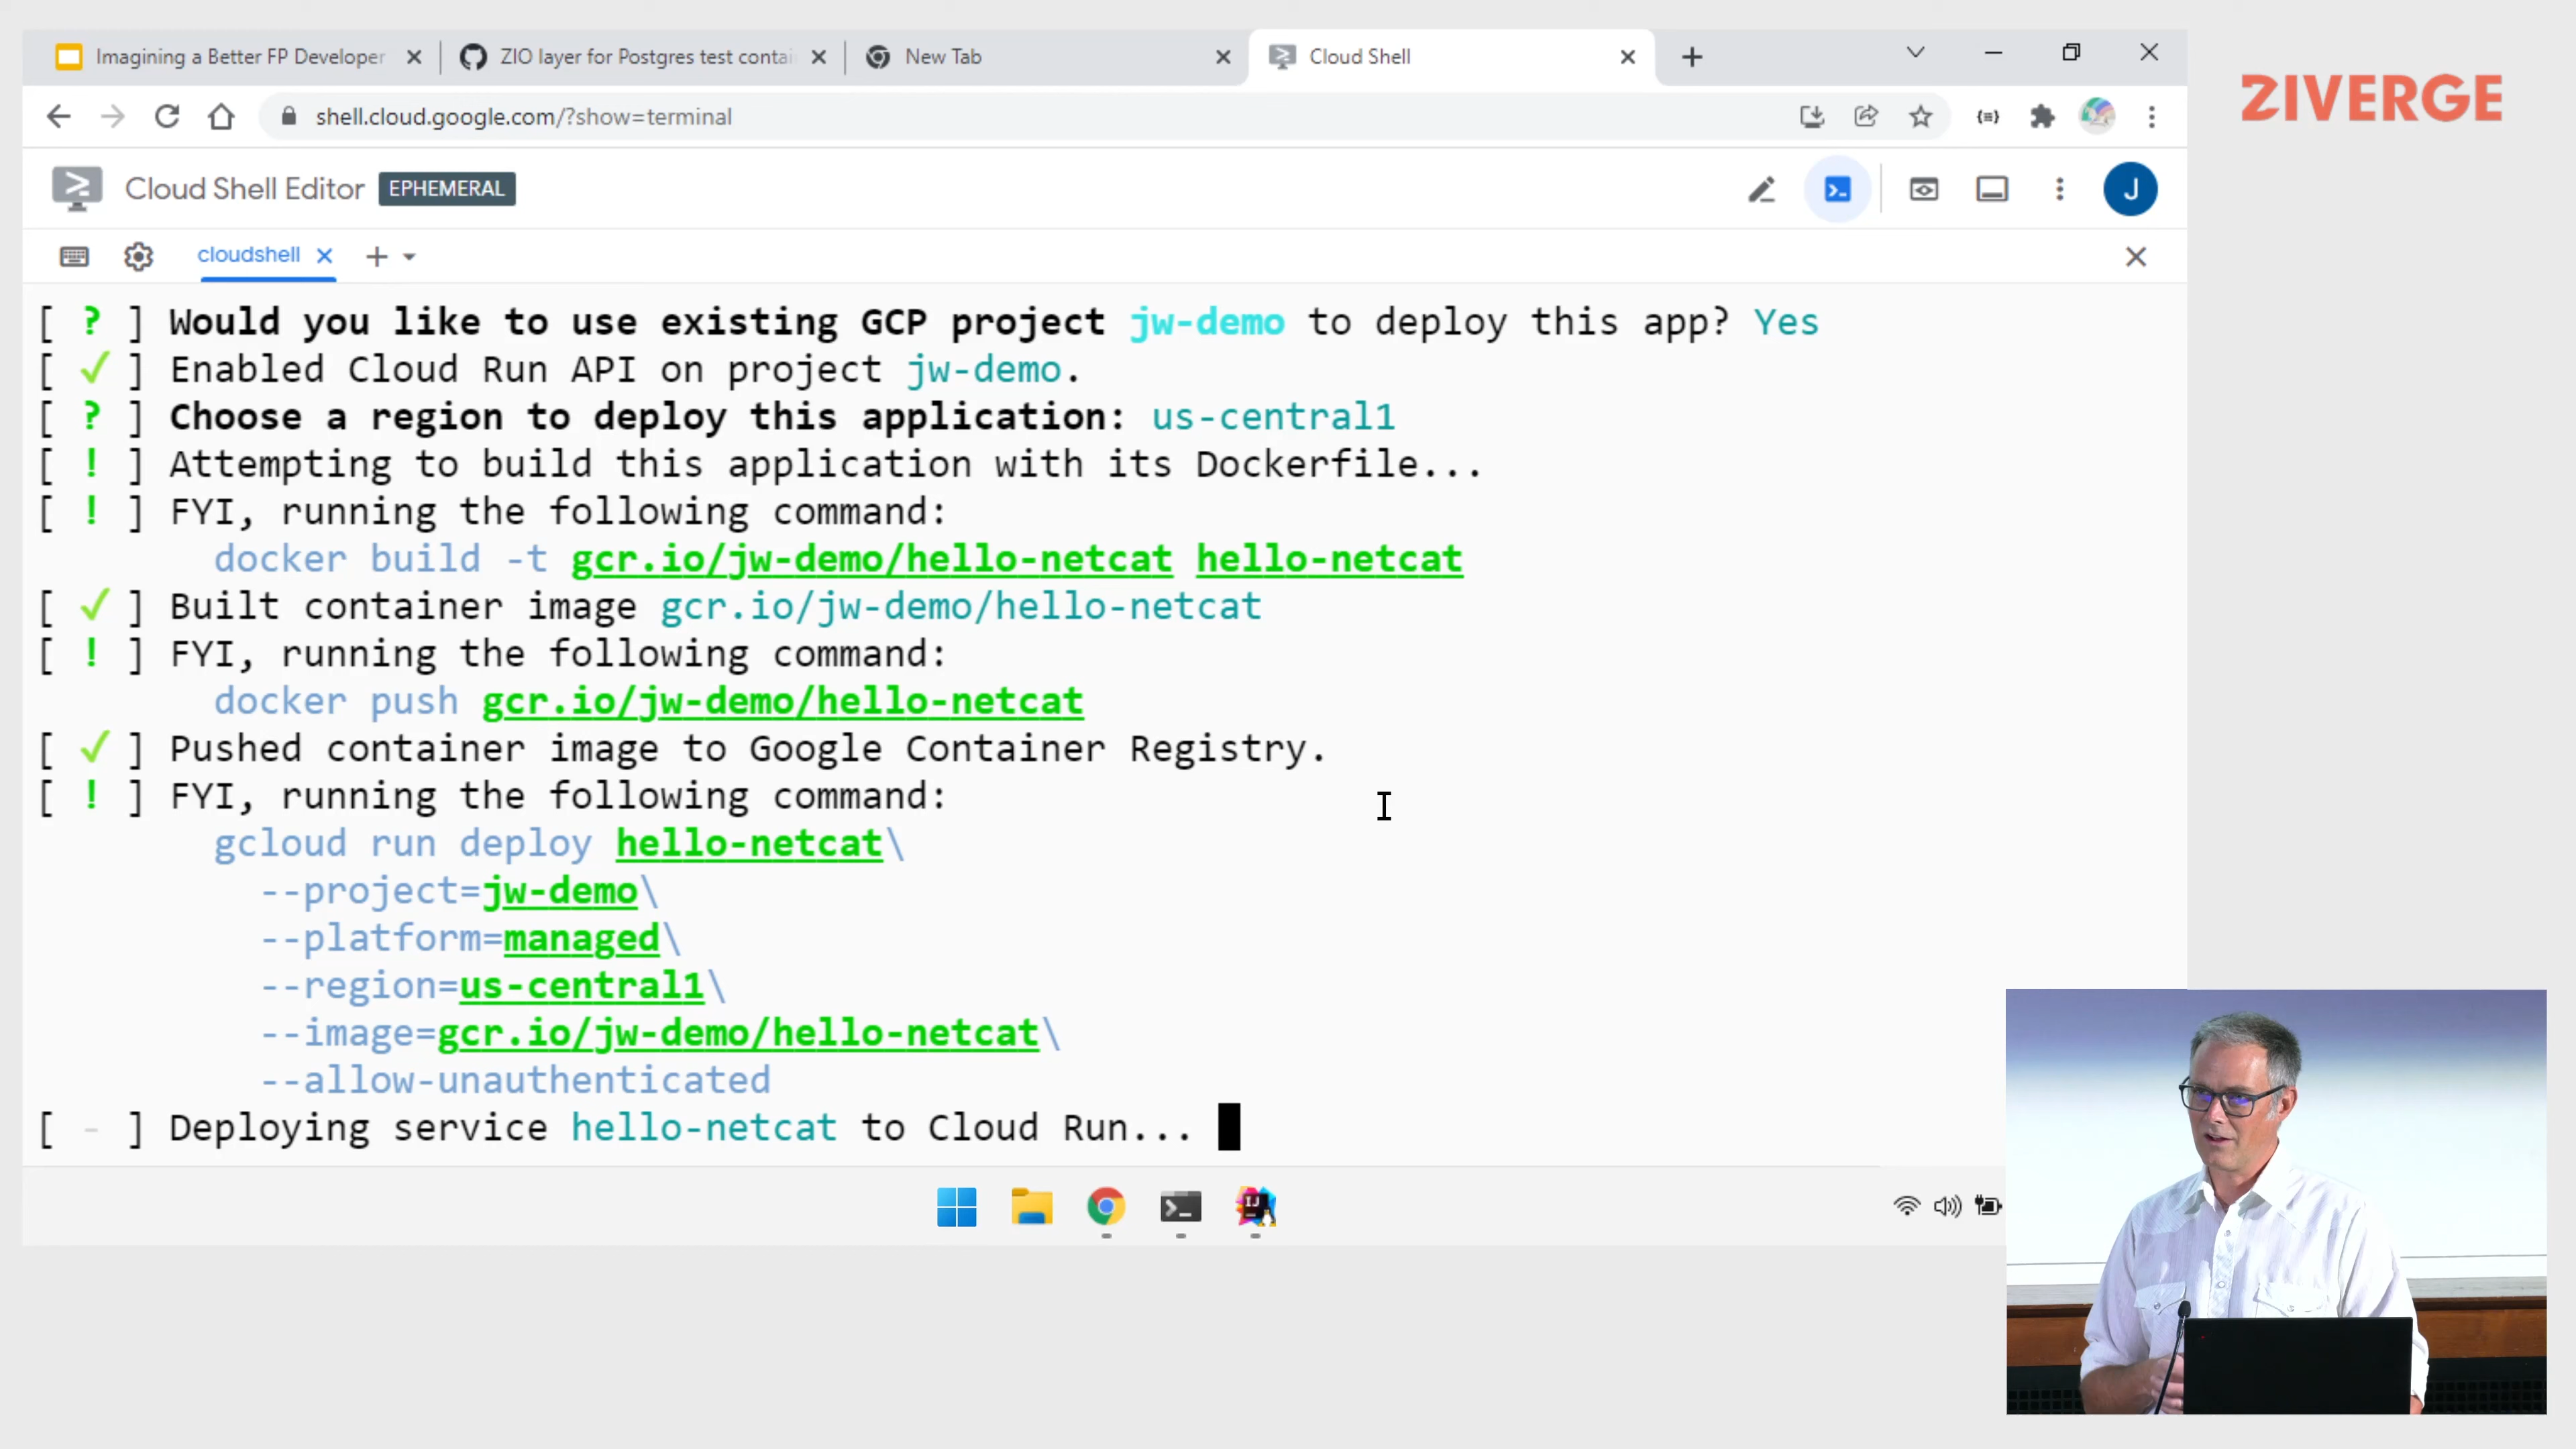 Imagining a Better FP Developer
ZIO layer for Postgres test contai
New Tab
Cloud Shell
ZIVERGE
shell.cloud.google.com/?show=terminal
Cloud Shell Editor EPHEMERAL
J
cloudshell
[ ? ] Would you like to use existing GCP project jw-demo to deploy this app? Yes
[ ✓ ] Enabled Cloud Run API on project jw-demo.
[ ? ] Choose a region to deploy this application: us-central1
[ ! ] Attempting to build this application with its Dockerfile...
[ ! ] FYI, running the following command:
docker build -t gcr.io/jw-demo/hello-netcat hello-netcat
[ ✓ ] Built container image gcr.io/jw-demo/hello-netcat
[ ! ] FYI, running the following command:
docker push gcr.io/jw-demo/hello-netcat
[ ✓ ] Pushed container image to Google Container Registry.
[ ! ] FYI, running the following command:
gcloud run deploy hello-netcat\
--project=jw-demo\
--platform=managed\
--region=us-central1\
--image=gcr.io/jw-demo/hello-netcat\
--allow-unauthenticated
[ - ] Deploying service hello-netcat to Cloud Run...
IJ